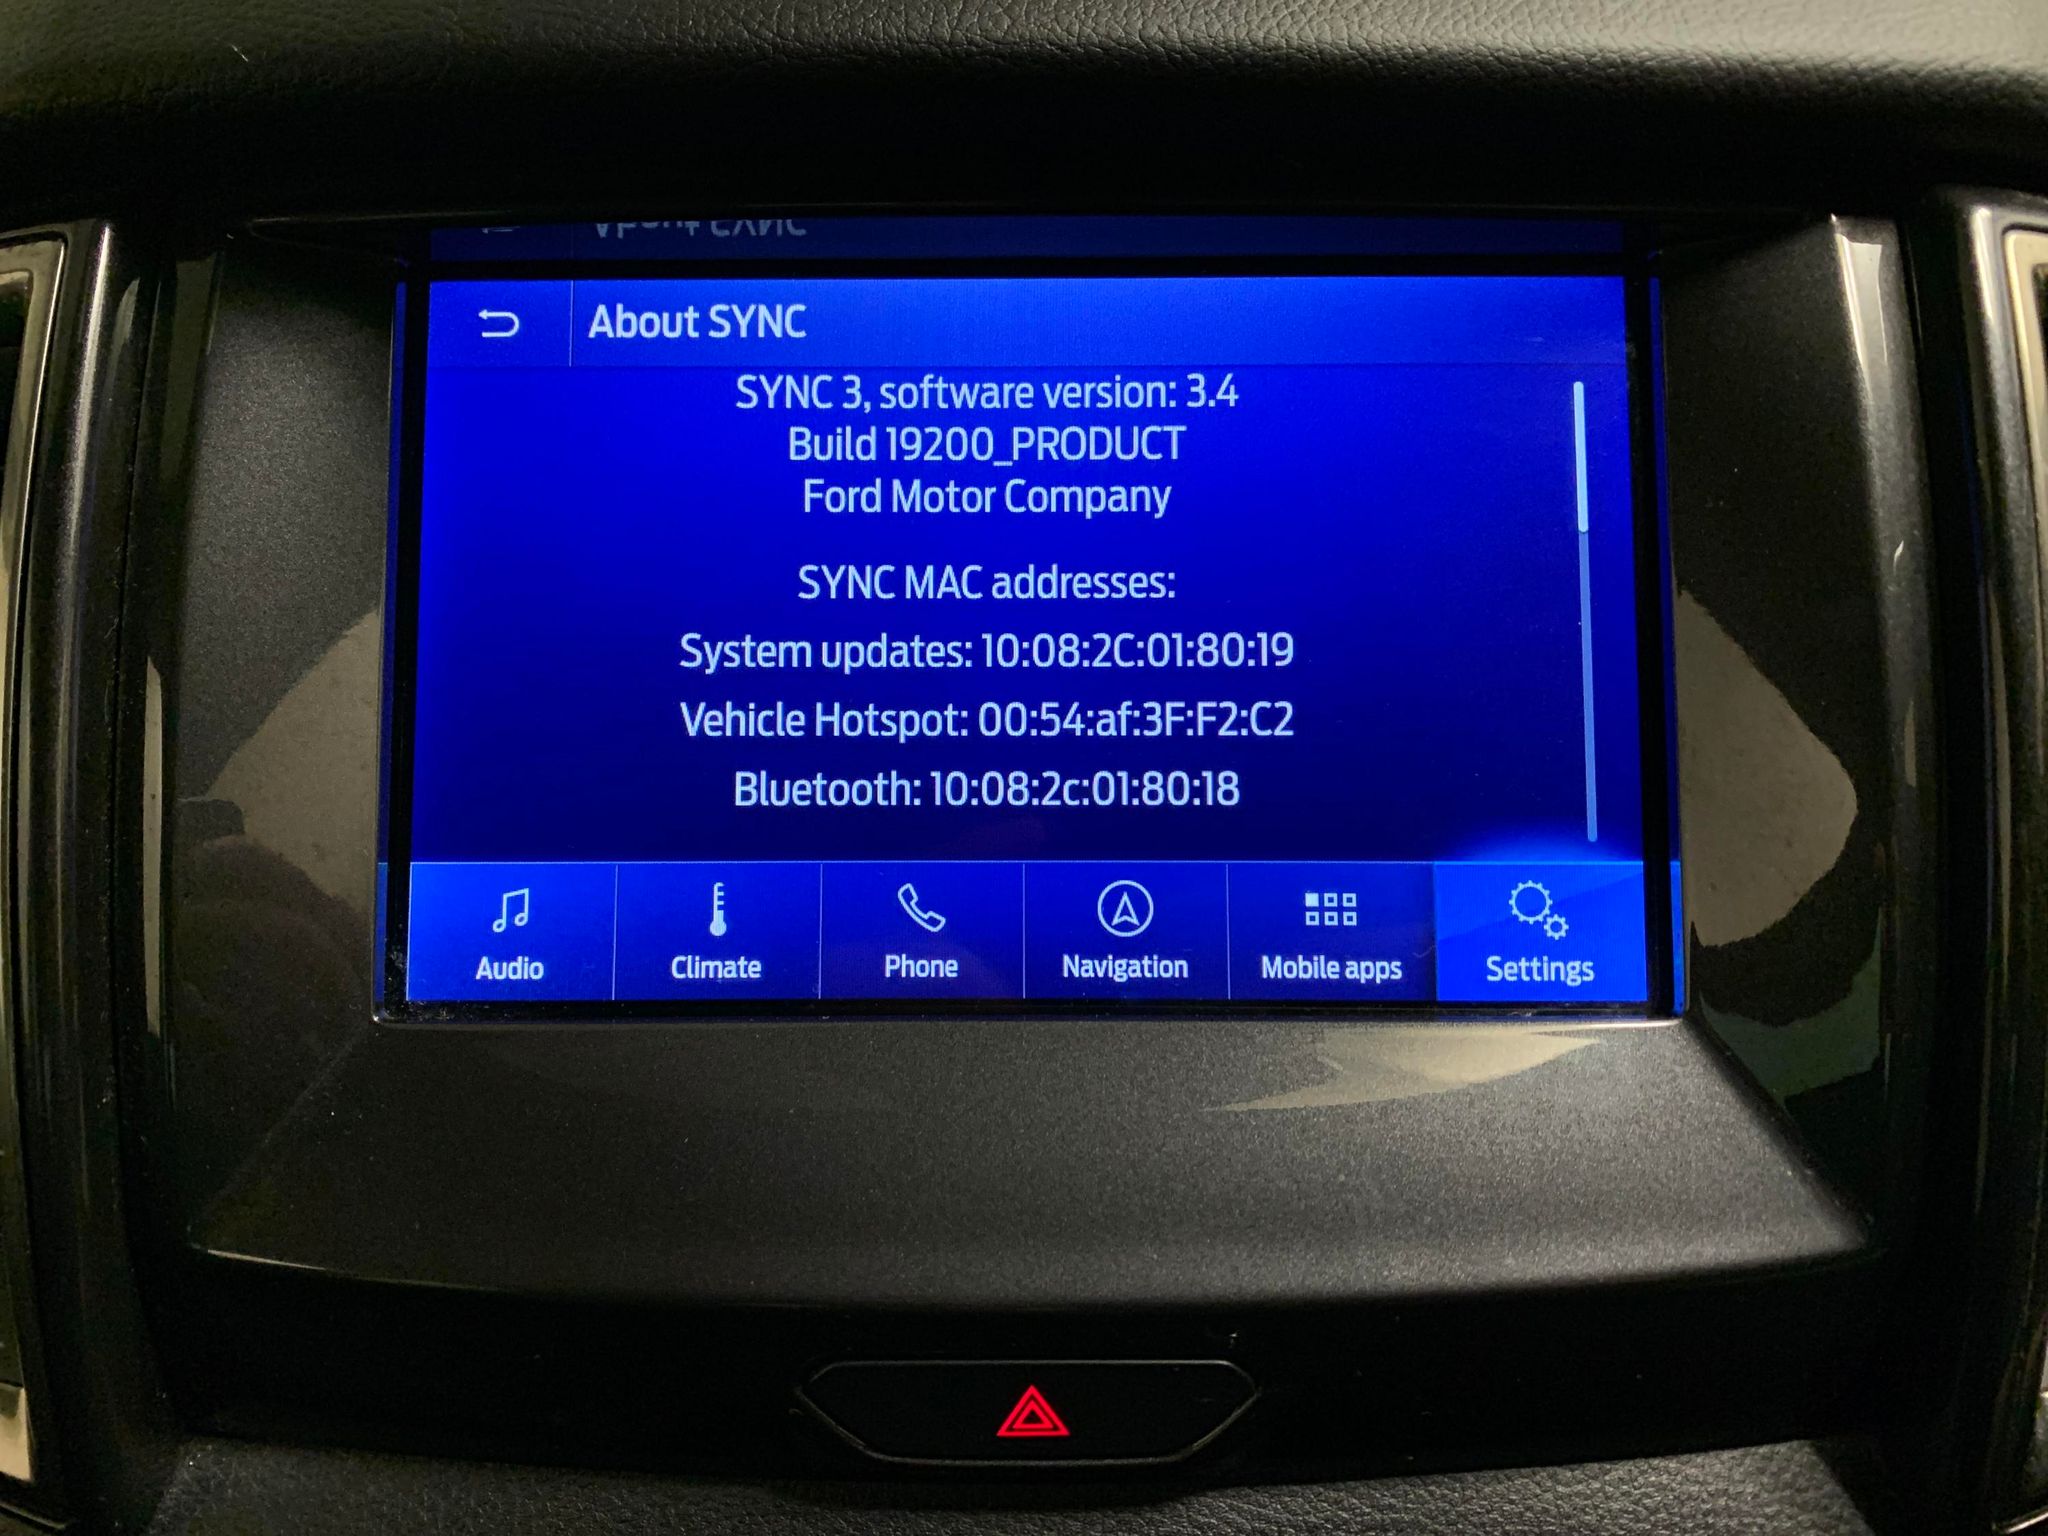 About SYNC
SYNC 3, software version: 3.4
Build 19200_PRODUCT
Ford Motor Company
SYNC MAC addresses:
System updates: 10:08:2C:01:80:19
Vehicle Hotspot: 00:54:af:3F:F2:C2
Bluetooth: 10:08:2c:01:80:18
Audio
Climate
Phone
Navigation
Mobile apps
Settings